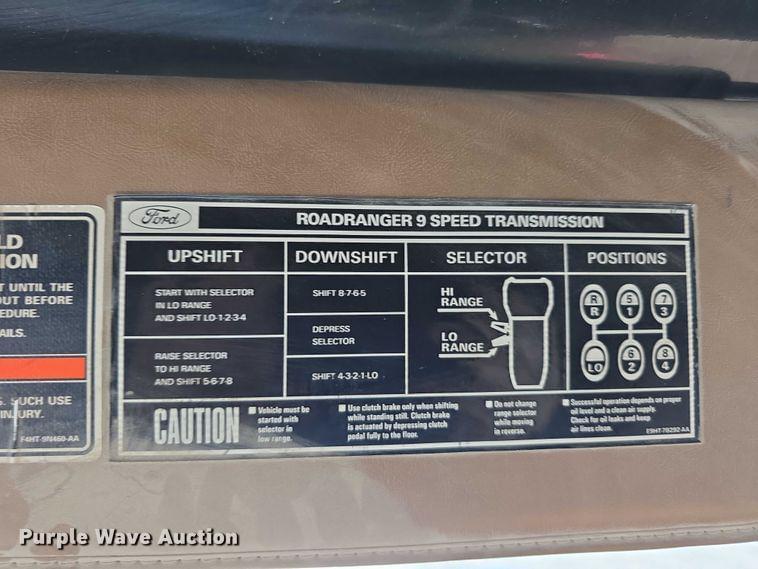 LD
ION
T UNTIL THE
OUT BEFORE
CEDURE.
AILS.
S. SUCH USE
INJURY.
F4HT-9N460-AA
Ford
ROADRANGER 9 SPEED TRANSMISSION
UPSHIFT
START WITH SELECTOR
IN LO RANGE
AND SHIFT LO-1-2-3-4
RAISE SELECTOR
TO HI RANGE
AND SHIFT 5-6-7-8
DOWNSHIFT
SHIFT 8-7-6-5
DEPRESS
SELECTOR
SHIFT 4-3-2-1-LO
SELECTOR
HI
RANGE
LO
RANGE
POSITIONS
R 5 7
R 1 3
6 8
LO 2 4
CAUTION
Vehicle must be
started with
selector in
low range.
Use clutch brake only when shifting
while standing still. Clutch brake
is actuated by depressing clutch
pedal fully to the floor.
Do not change
range selector
while moving
in reverse.
Successful operation depends on proper
oil level and a clean air supply.
Check for oil leaks and keep
air lines clean.
E9HT-7B292-AA
Purple Wave Auction